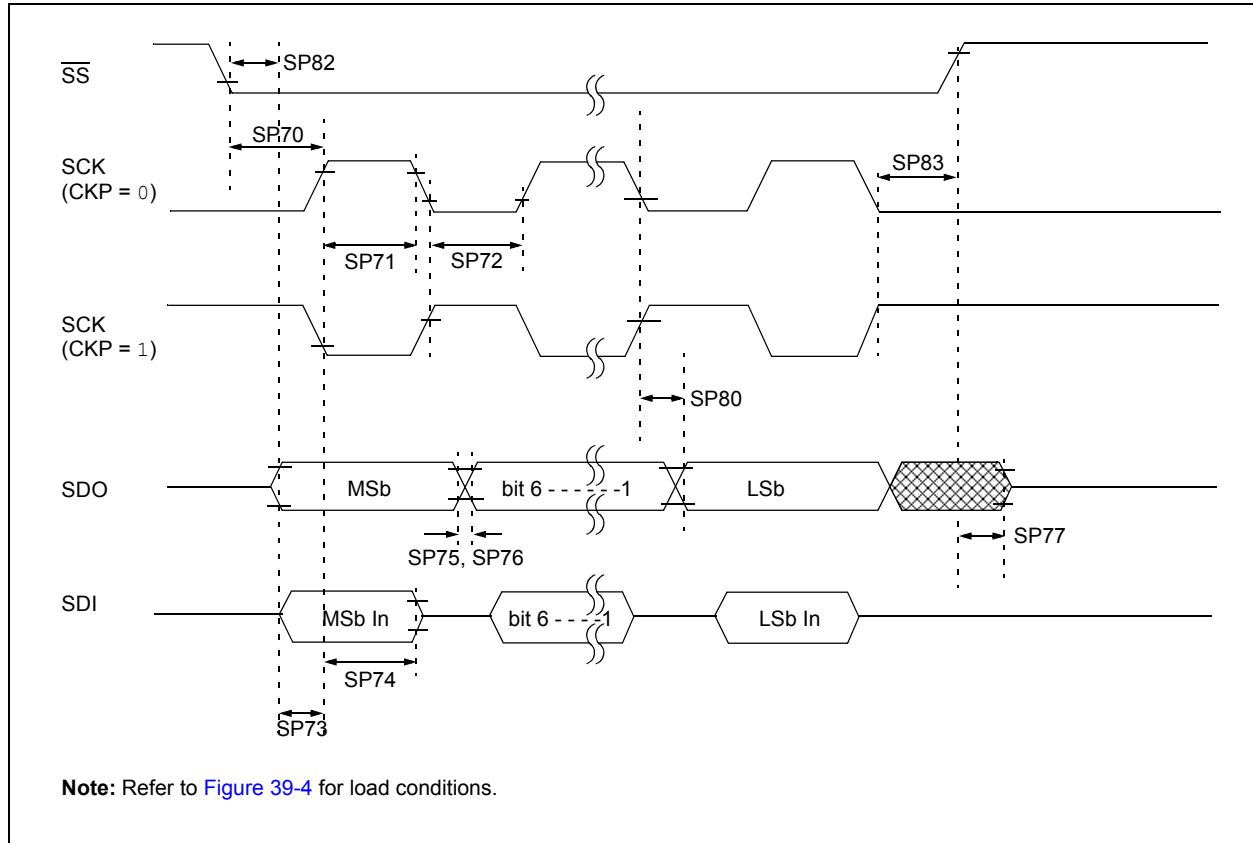 SS
SP82
SP70
SCK
(CKP = 0)
SP83
SP71
SP72
SCK
(CKP = 1)
SP80
SDO
MSb
bit 6 - - - - - -1
LSb
SP77
SP75, SP76
SDI
MSb In
bit 6 - - - -1
LSb In
SP74
SP73
Note: Refer to Figure 39-4 for load conditions.